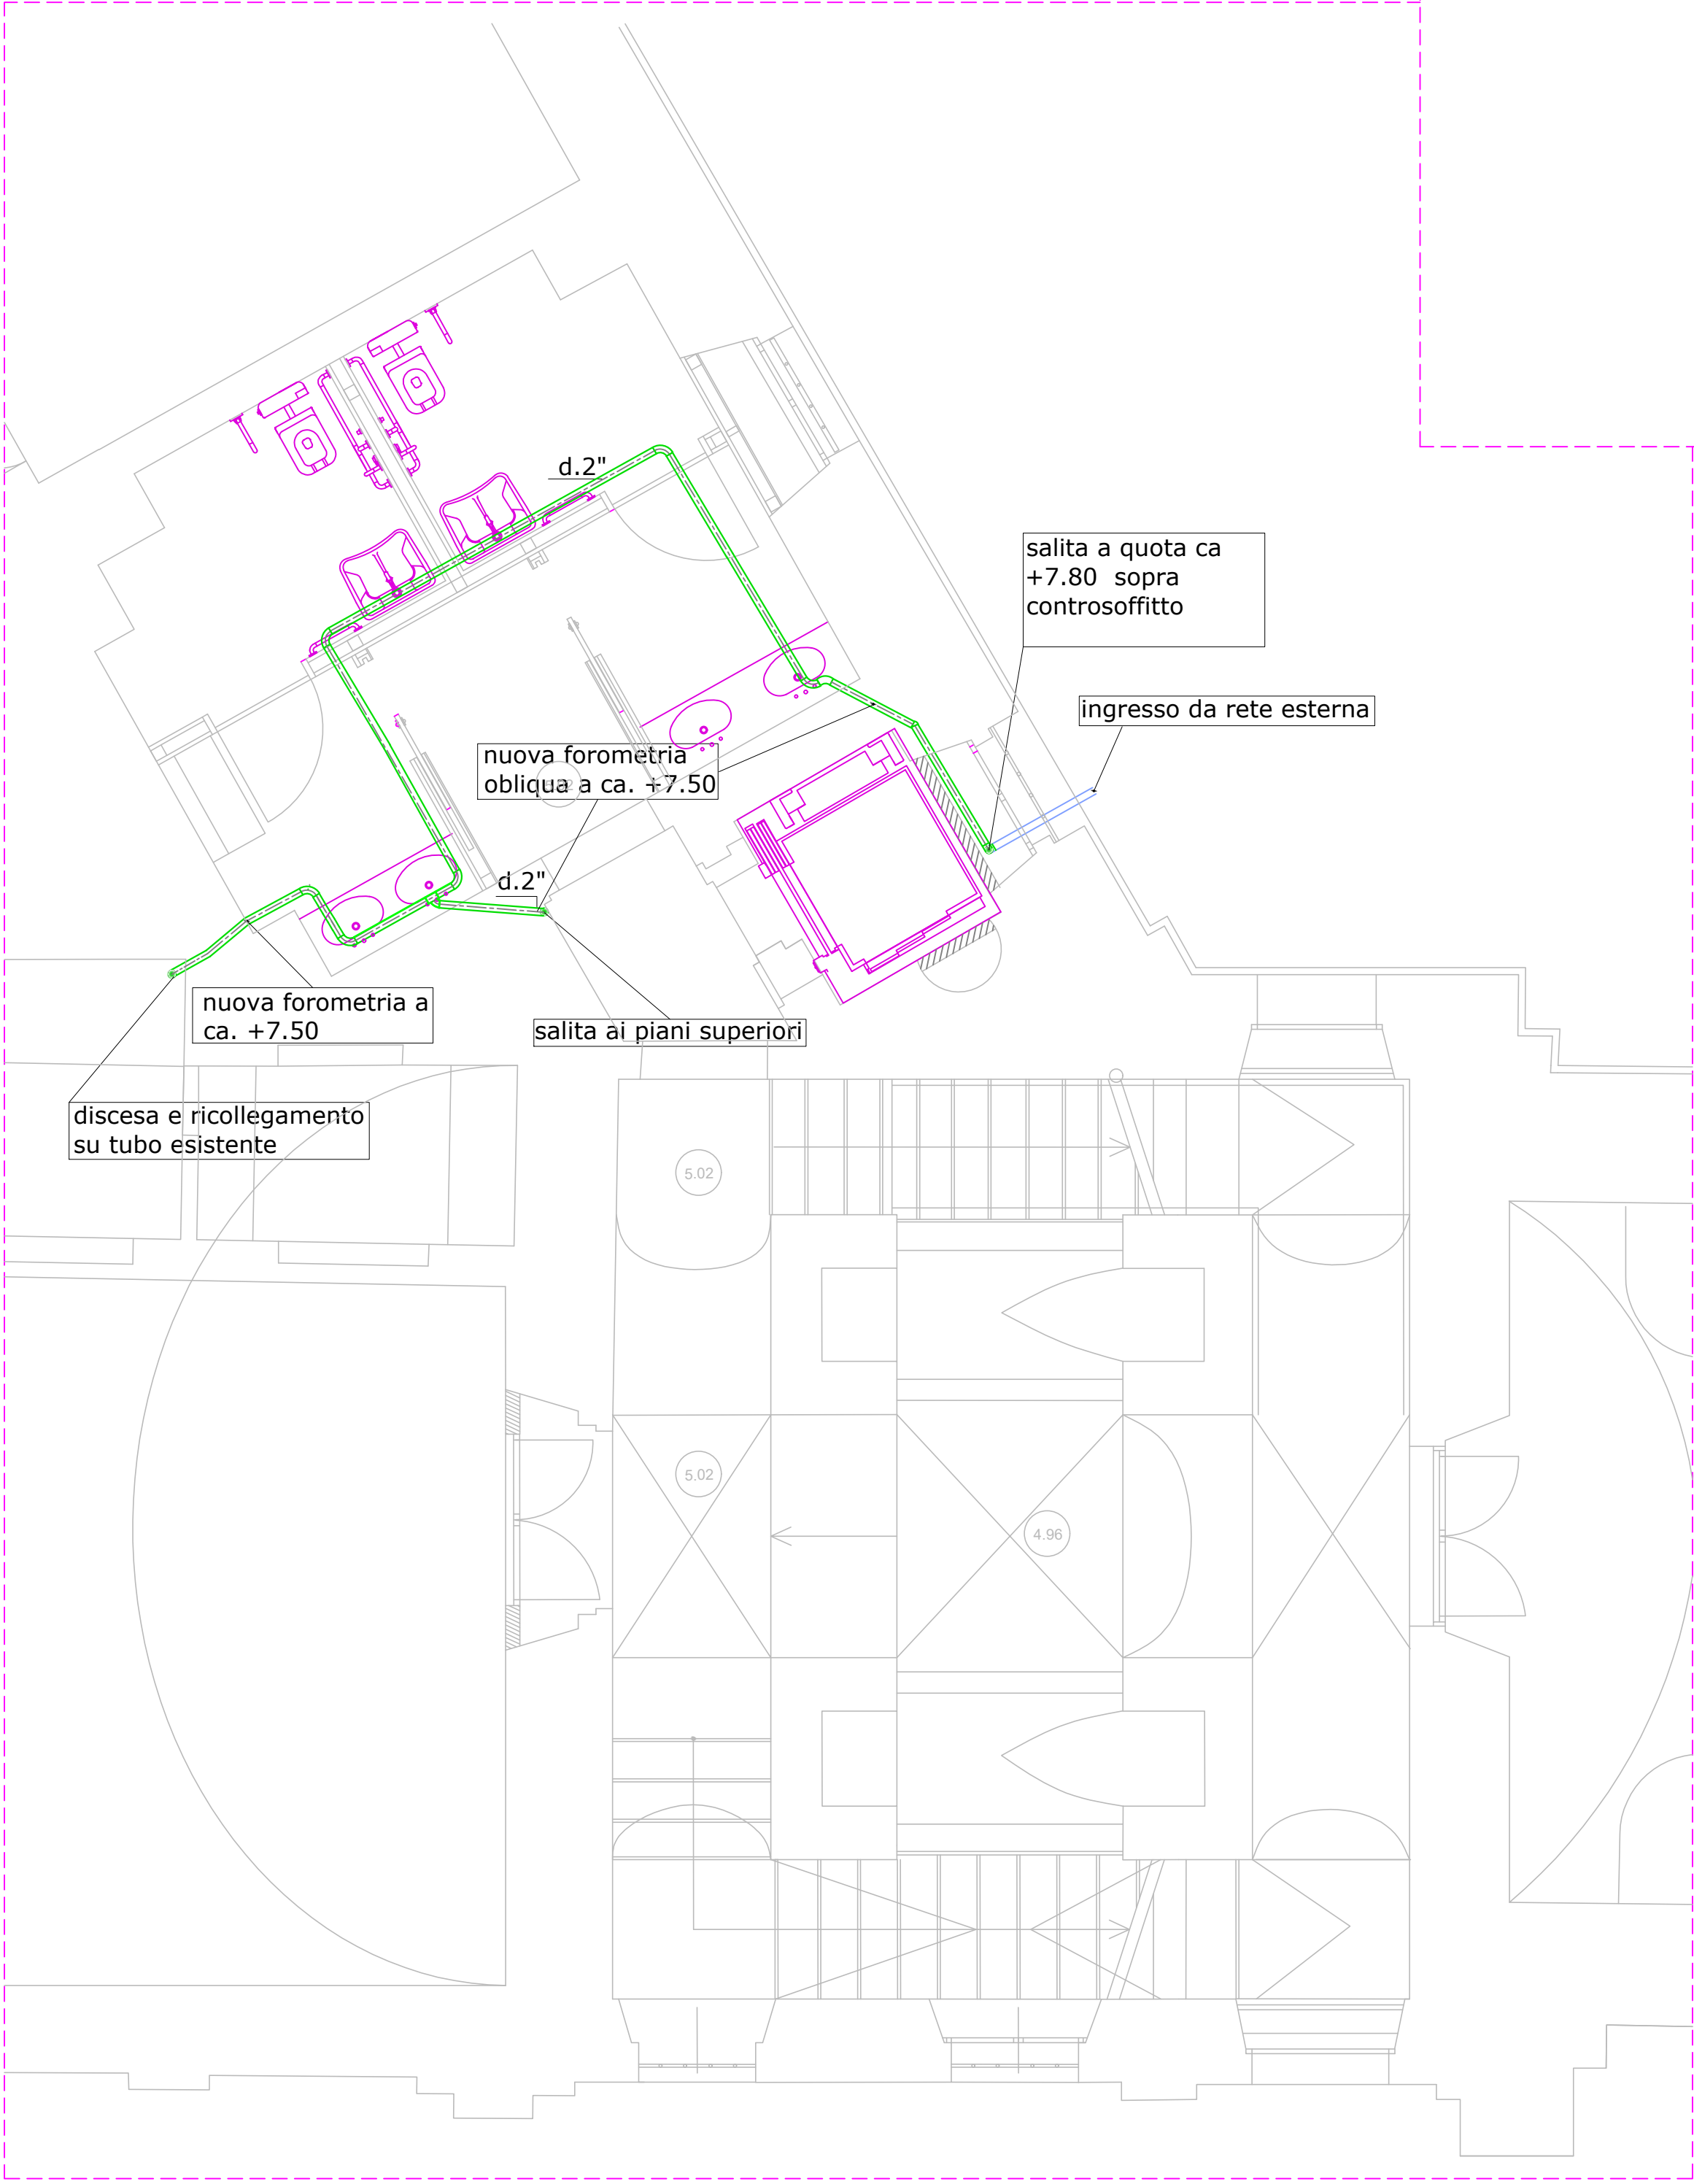 d.2"
salita a quota ca
+7.80 sopra
controsoffitto
ingresso da rete esterna
nuova forometria
obliqua a ca. +7.50
d.2"
nuova forometria a
ca. +7.50
salita ai piani superiori
discesa e ricollegamento
su tubo esistente
5.02
5.02
4.96